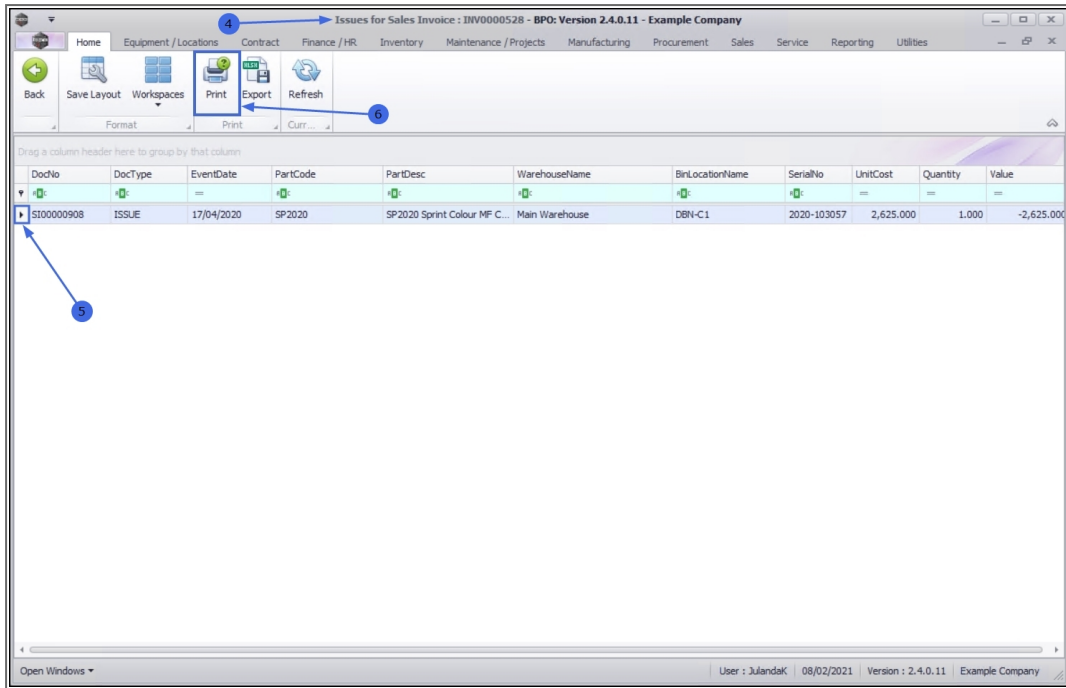 4
Issues for Sales Invoice : INV0000528 - BPO: Version 2.4.0.11 - Example Company
Home Equipment / Locations Contract Finance / HR Inventory Maintenance / Projects Manufacturing Procurement Sales Service Reporting Utilities
Back Save Layout Workspaces Print Export Refresh
XLSX
6
Format Print Curr...
Drag a column header here to group by that column
DocNo DocType EventDate PartCode PartDesc WarehouseName BinLocationName SerialNo UnitCost Quantity Value
SI00000908 ISSUE 17/04/2020 SP2020 SP2020 Sprint Colour MF C... Main Warehouse DBN-C1 2020-103057 2,625.000 1.000 -2,625.000
5
Open Windows User : JulandaK 08/02/2021 Version : 2.4.0.11 Example Company